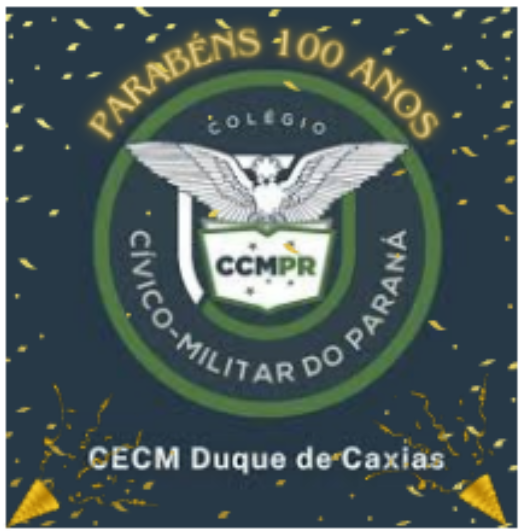 PARABÉNS 100 ANOS
COLÉGIO
CCMPR
CÍVICO-MILITAR DO PARANÁ
CECM Duque de Caxias